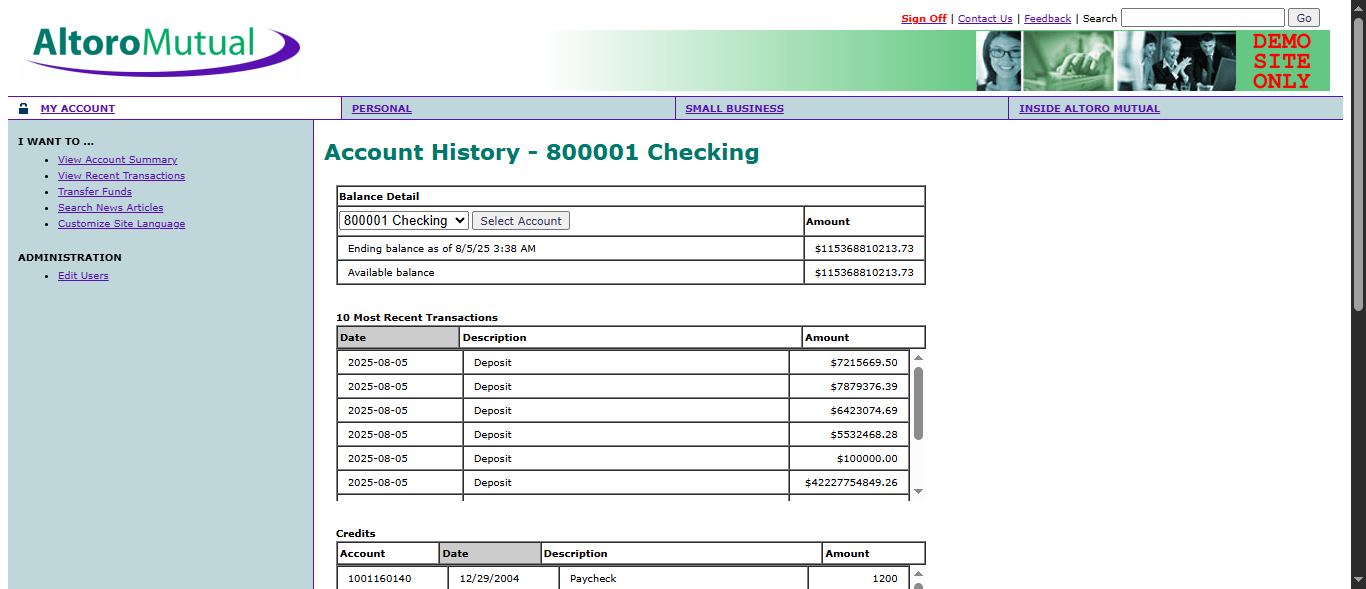 Sign Off | Contact Us | Feedback | Search Go
AltoroMutual
DEMO
SITE
ONLY
MY ACCOUNT PERSONAL SMALL BUSINESS INSIDE ALTORO MUTUAL
I WANT TO ...
View Account Summary
View Recent Transactions
Transfer Funds
Search News Articles
Customize Site Language
ADMINISTRATION
Edit Users
Account History - 800001 Checking
Balance Detail
800001 Checking Select Account Amount
Ending balance as of 8/5/25 3:38 AM $115368810213.73
Available balance $115368810213.73
10 Most Recent Transactions
Date Description Amount
2025-08-05 Deposit $7215669.50
2025-08-05 Deposit $7879376.39
2025-08-05 Deposit $6423074.69
2025-08-05 Deposit $5532468.28
2025-08-05 Deposit $100000.00
2025-08-05 Deposit $42227754849.26
Credits
Account Date Description Amount
1001160140 12/29/2004 Paycheck 1200